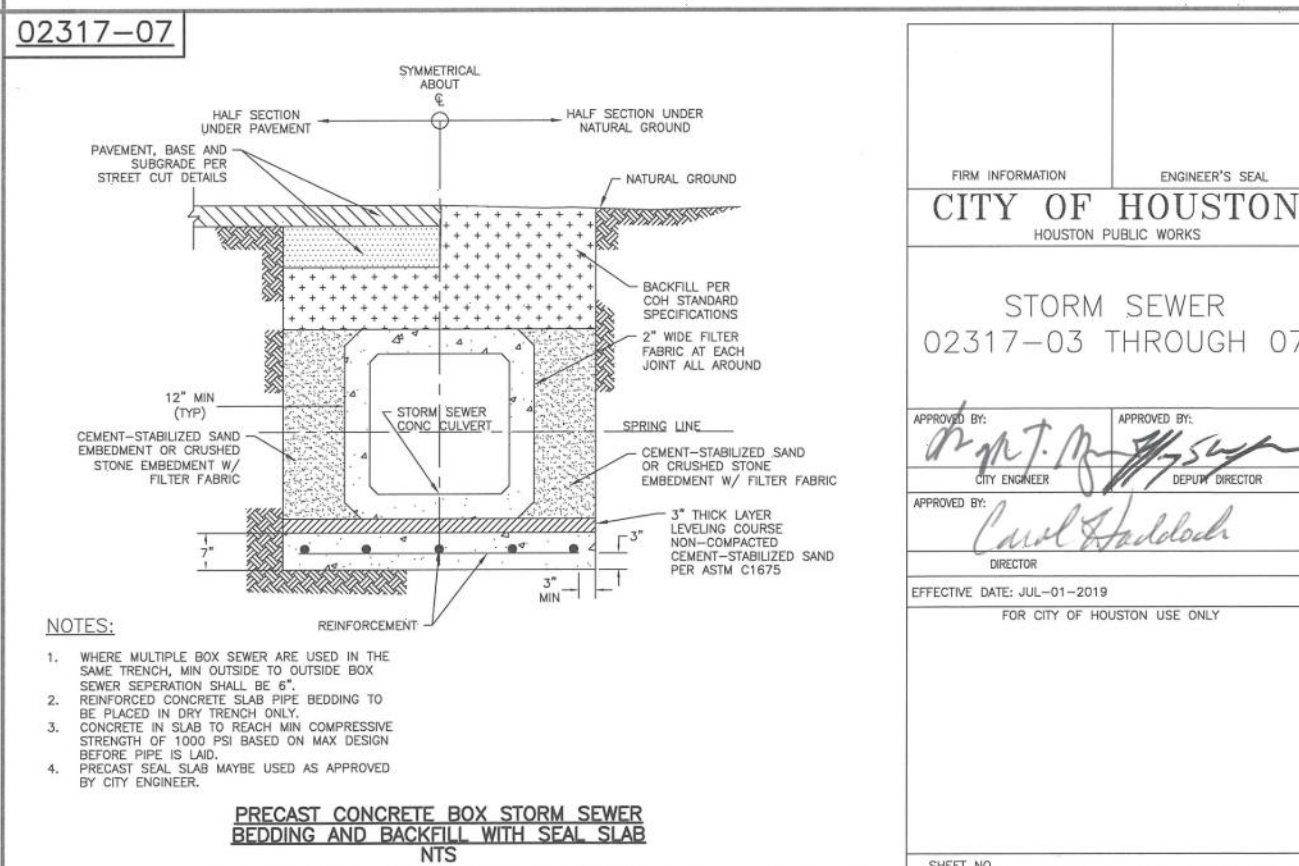 02317-07
SYMMETRICAL
ABOUT
℄
HALF SECTION
UNDER PAVEMENT
HALF SECTION UNDER
NATURAL GROUND
PAVEMENT, BASE AND
SUBGRADE PER
STREET CUT DETAILS
NATURAL GROUND
BACKFILL PER
COH STANDARD
SPECIFICATIONS
2" WIDE FILTER
FABRIC AT EACH
JOINT ALL AROUND
12" MIN
(TYP)
STORM SEWER
CONC CULVERT
SPRING LINE
CEMENT-STABILIZED SAND
EMBEDMENT OR CRUSHED
STONE EMBEDMENT W/
FILTER FABRIC
CEMENT-STABILIZED SAND
OR CRUSHED STONE
EMBEDMENT W/ FILTER FABRIC
3" THICK LAYER
LEVELING COURSE
NON-COMPACTED
CEMENT-STABILIZED SAND
PER ASTM C1675
7"
3"
3"
MIN
REINFORCEMENT
NOTES:
1. WHERE MULTIPLE BOX SEWER ARE USED IN THE
SAME TRENCH, MIN OUTSIDE TO OUTSIDE BOX
SEWER SEPERATION SHALL BE 6".
2. REINFORCED CONCRETE SLAB PIPE BEDDING TO
BE PLACED IN DRY TRENCH ONLY.
3. CONCRETE IN SLAB TO REACH MIN COMPRESSIVE
STRENGTH OF 1000 PSI BASED ON MAX DESIGN
BEFORE PIPE IS LAID.
4. PRECAST SEAL SLAB MAYBE USED AS APPROVED
BY CITY ENGINEER.
PRECAST CONCRETE BOX STORM SEWER
BEDDING AND BACKFILL WITH SEAL SLAB
NTS
FIRM INFORMATION
ENGINEER'S SEAL
CITY OF HOUSTON
HOUSTON PUBLIC WORKS
STORM SEWER
02317-03 THROUGH 07
APPROVED BY:
CITY ENGINEER
APPROVED BY:
DEPUTY DIRECTOR
APPROVED BY:
Carol Haddock
DIRECTOR
EFFECTIVE DATE: JUL-01-2019
FOR CITY OF HOUSTON USE ONLY
SHEET NO